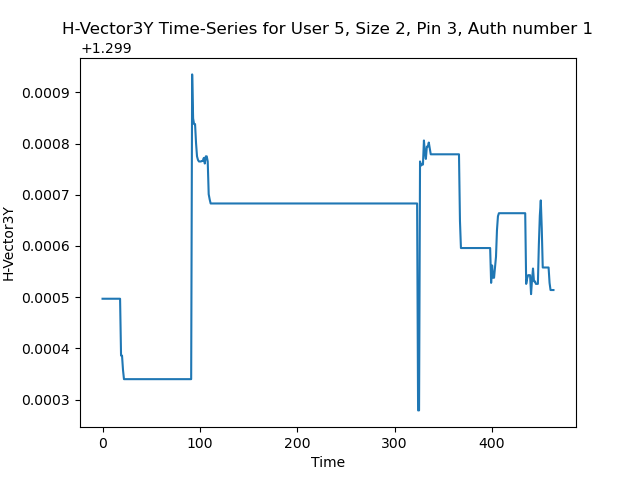 H-Vector3Y Time-Series for User 5, Size 2, Pin 3, Auth number 1
+1.299
0.0009
0.0008
0.0007
0.0006
0.0005
0.0004
0.0003
H-Vector3Y
0 100 200 300 400
Time